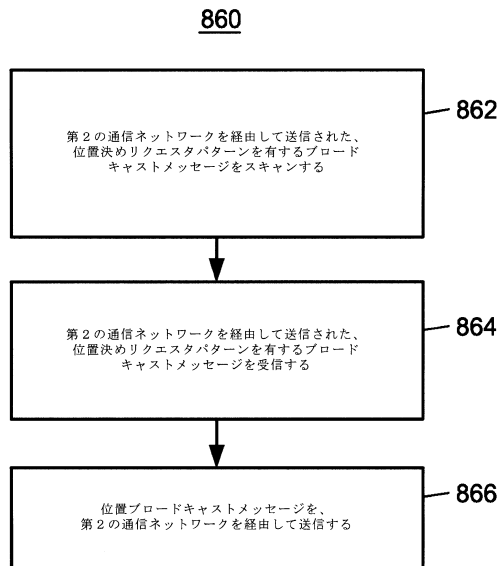 860
第2の通信ネットワークを経由して送信された、
位置決めリクエスタパターンを有するブロード
キャストメッセージをスキャンする
862
第2の通信ネットワークを経由して送信された、
位置決めリクエスタパターンを有するブロード
キャストメッセージを受信する
864
位置ブロードキャストメッセージを、
第2の通信ネットワークを経由して送信する
866